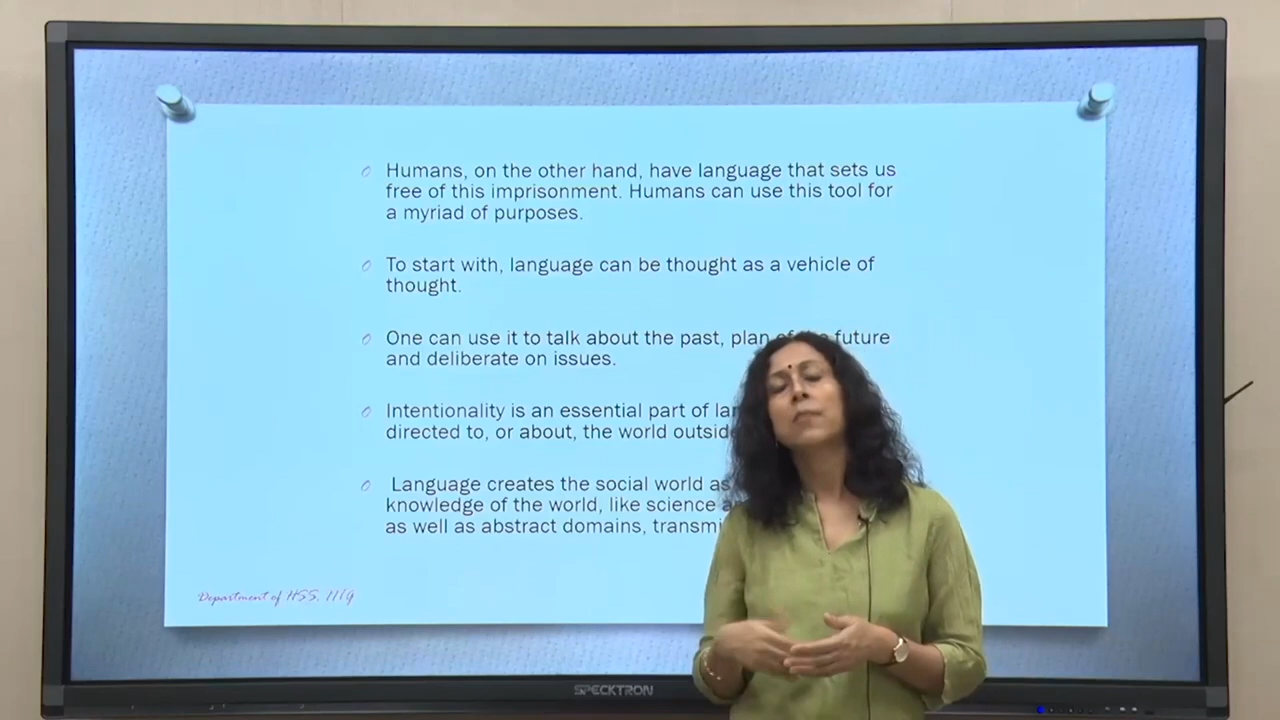 Humans, on the other hand, have language that sets us
free of this imprisonment. Humans can use this tool for
a myriad of purposes.
To start with, language can be thought as a vehicle of
thought.
One can use it to talk about the past, plan future
and deliberate on issues.
Intentionality is an essential part of
directed to, or about, the world
Language creates the social world as
knowledge of the world, like science
as well as abstract domains,
Department of HSS, IITG
SPECKTRON